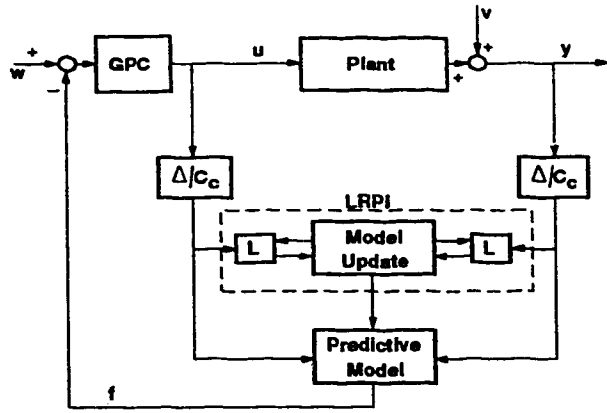 v
+
w
−
GPC
u
Plant
+
+
y
Δ/Cc
Δ/Cc
LRPI
L
Model
Update
L
Predictive
Model
f